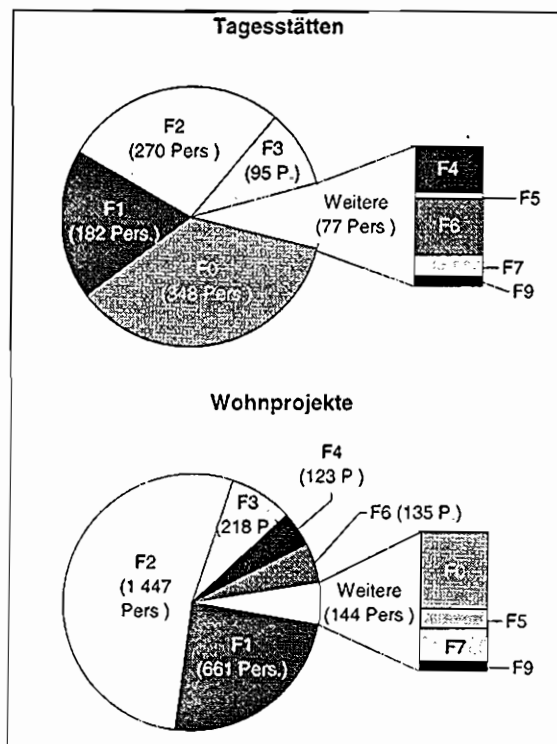 Tagesstätten
F2
(270 Pers )
F3
(95 P.)
F1
(182 Pers.)
F0
(348 Pers)
Weitere
(77 Pers )
F4
F5
F6
F7
F9
Wohnprojekte
F4
(123 P )
F3
(218 P.
F6 (135 P.)
F2
(1 447
Pers )
Weitere
(144 Pers )
F1
(661 Pers.)
F0
F5
F7
F9